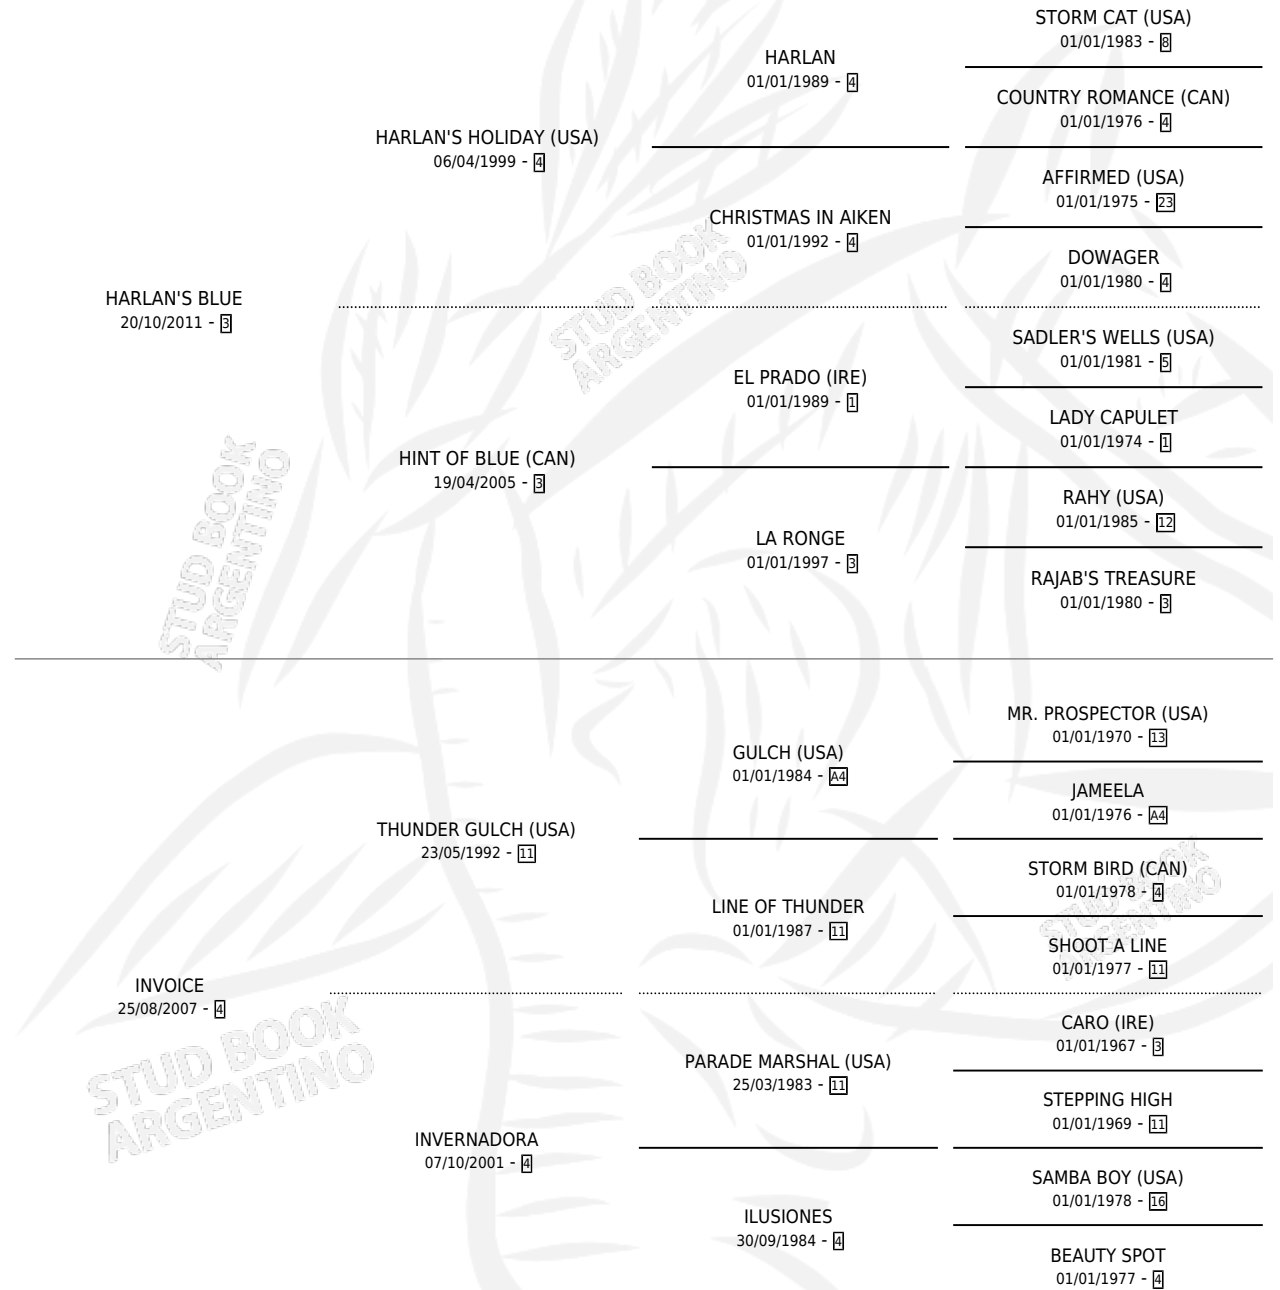 STORM CAT (USA)
01/01/1983 - 8
HARLAN
01/01/1989 - 4
COUNTRY ROMANCE (CAN)
01/01/1976 - 4
HARLAN'S HOLIDAY (USA)
06/04/1999 - 4
AFFIRMED (USA)
01/01/1975 - 23
CHRISTMAS IN AIKEN
01/01/1992 - 4
DOWAGER
01/01/1980 - 4
HARLAN'S BLUE
20/10/2011 - 3
SADLER'S WELLS (USA)
01/01/1981 - 5
EL PRADO (IRE)
01/01/1989 - 1
LADY CAPULET
01/01/1974 - 1
HINT OF BLUE (CAN)
19/04/2005 - 3
RAHY (USA)
01/01/1985 - 12
LA RONGE
01/01/1997 - 3
RAJAB'S TREASURE
01/01/1980 - 3
MR. PROSPECTOR (USA)
01/01/1970 - 13
GULCH (USA)
01/01/1984 - A4
JAMEELA
01/01/1976 - A4
THUNDER GULCH (USA)
23/05/1992 - 11
STORM BIRD (CAN)
01/01/1978 - 4
LINE OF THUNDER
01/01/1987 - 11
SHOOT A LINE
01/01/1977 - 11
INVOICE
25/08/2007 - 4
CARO (IRE)
01/01/1967 - 3
PARADE MARSHAL (USA)
25/03/1983 - 11
STEPPING HIGH
01/01/1969 - 11
INVERNADORA
07/10/2001 - 4
SAMBA BOY (USA)
01/01/1978 - 16
ILUSIONES
30/09/1984 - 4
BEAUTY SPOT
01/01/1977 - 4
STUD BOOK
ARGENTINO
STUD BOOK
ARGENTINO
STUD BOOK
ARGENTINO
STUD BOOK
ARGENTINO